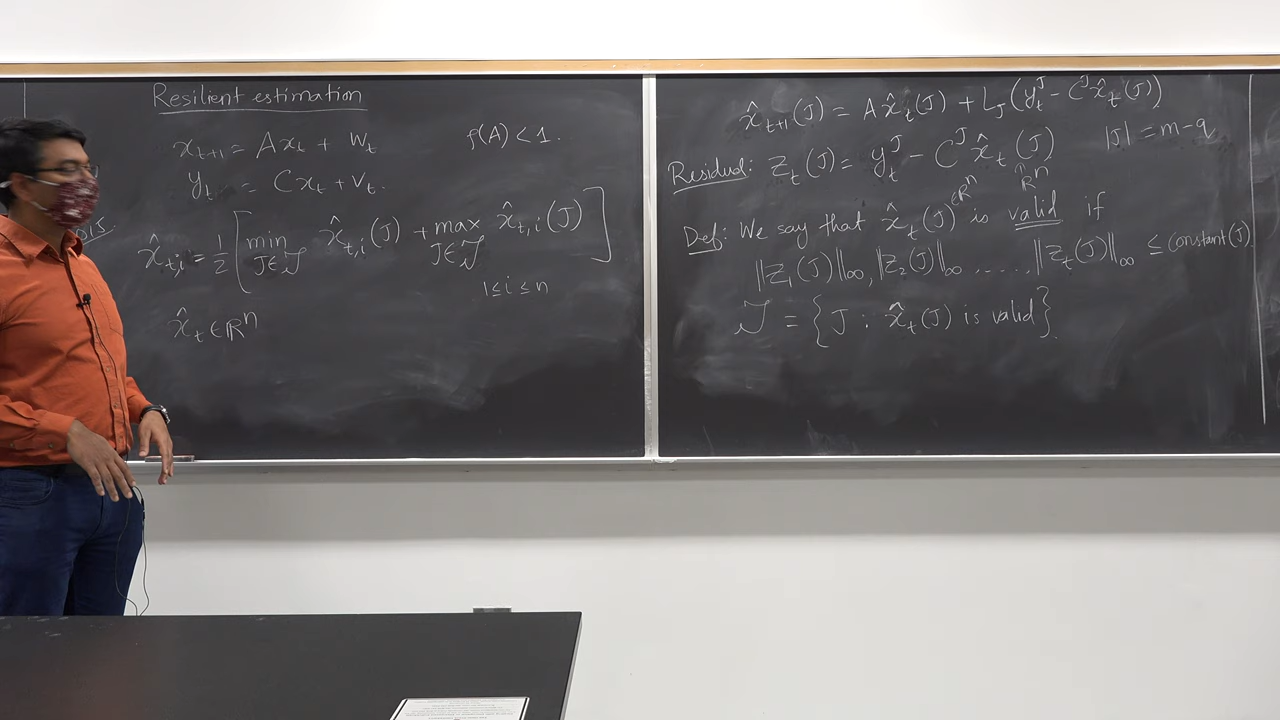 Resilient estimation
x_{t+1} = Ax_t + w_t
ρ(A) < 1.
y_t = Cx_t + v_t.
x̂_{t,i} = 1/2 [ min_{J∈𝒥} x̂_{t,i}(J) + max_{J∈𝒥} x̂_{t,i}(J) ]
1≤i≤n
x̂_t ∈ ℝ^n
x̂_{t+1}(J) = A x̂_t(J) + L_J (y_t^J - C^J x̂_t(J))
|J| = m-q
Residual: z_t(J) = y_t^J - C^J x̂_t(J)
↑
ℝ^n
Def: We say that x̂_t(J) ∈ℝ^n is valid if
‖z_1(J)‖_∞, ‖z_2(J)‖_∞ ......, ‖z_t(J)‖_∞ ≤ constant(J).
𝒥 = { J : x̂_t(J) is valid }.